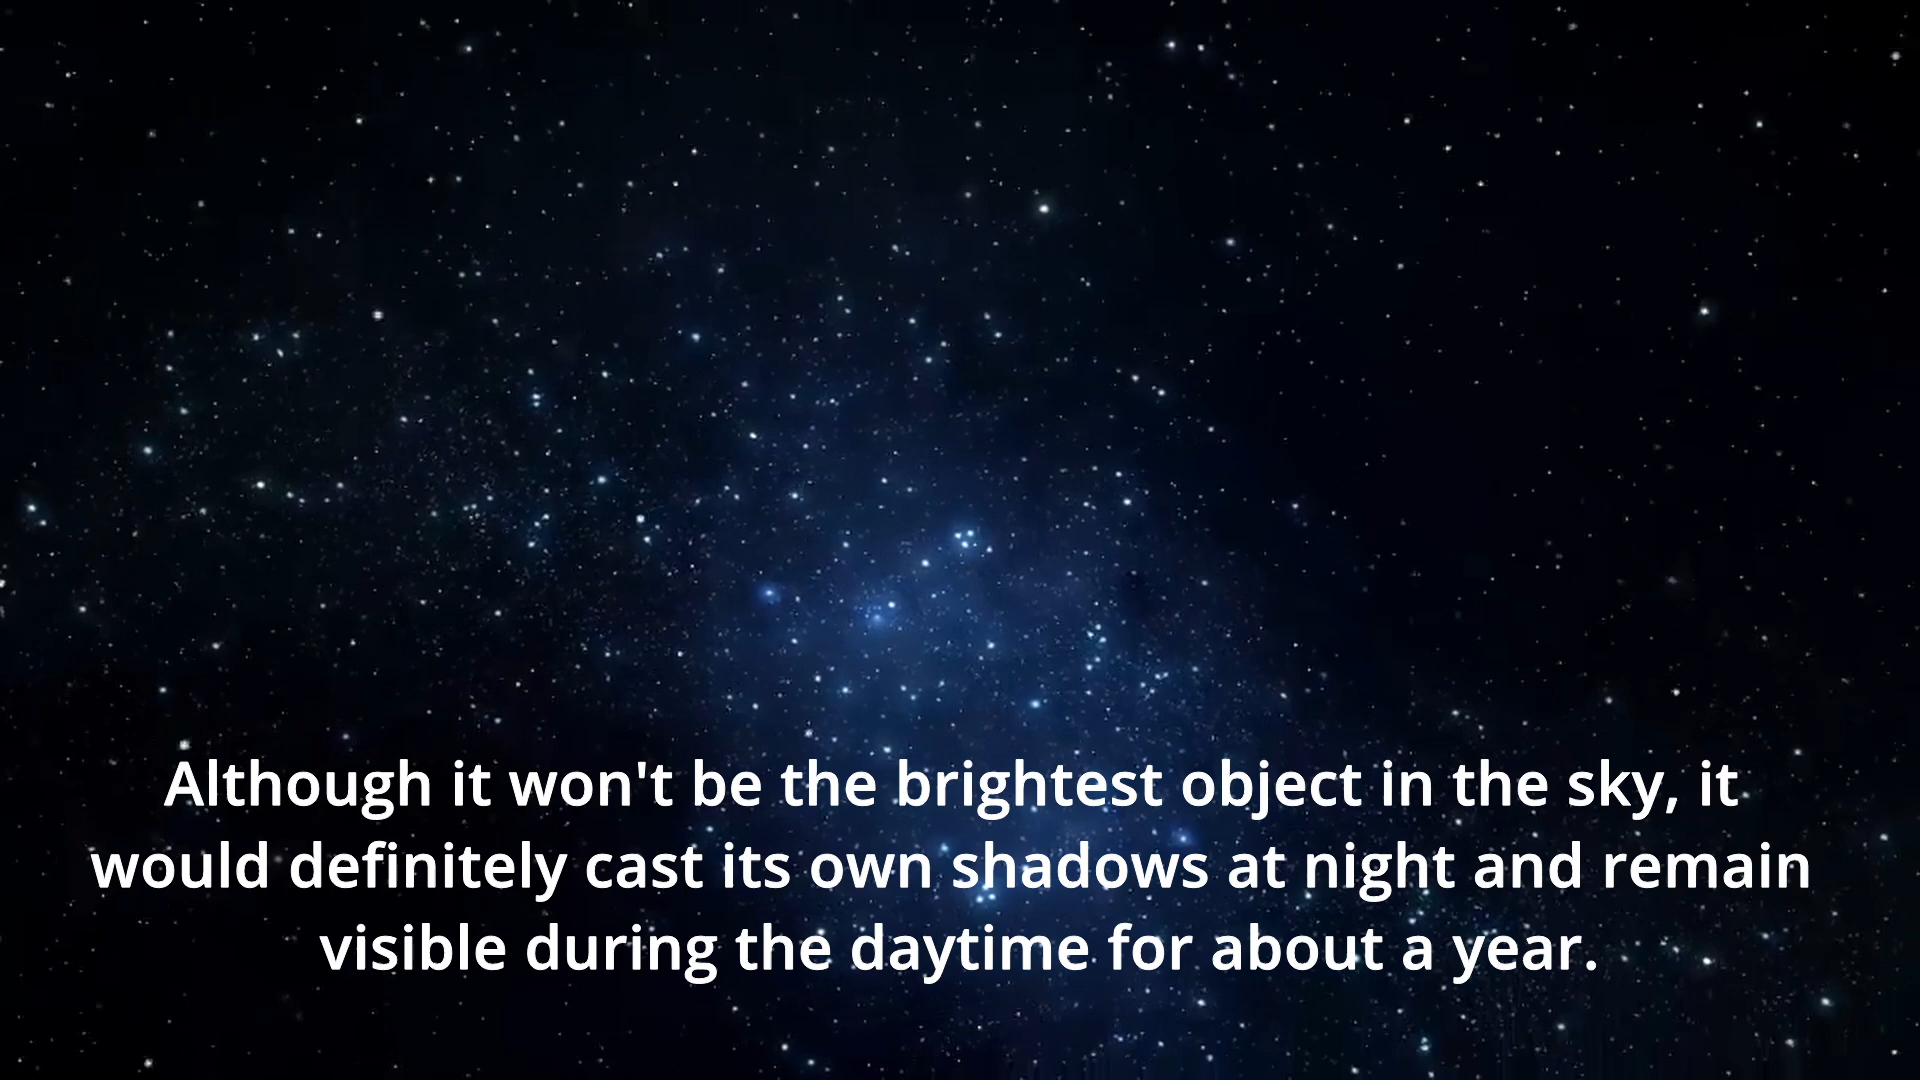 Although it won't be the brightest object in the sky, it
would definitely cast its own shadows at night and remain
visible during the daytime for about a year.